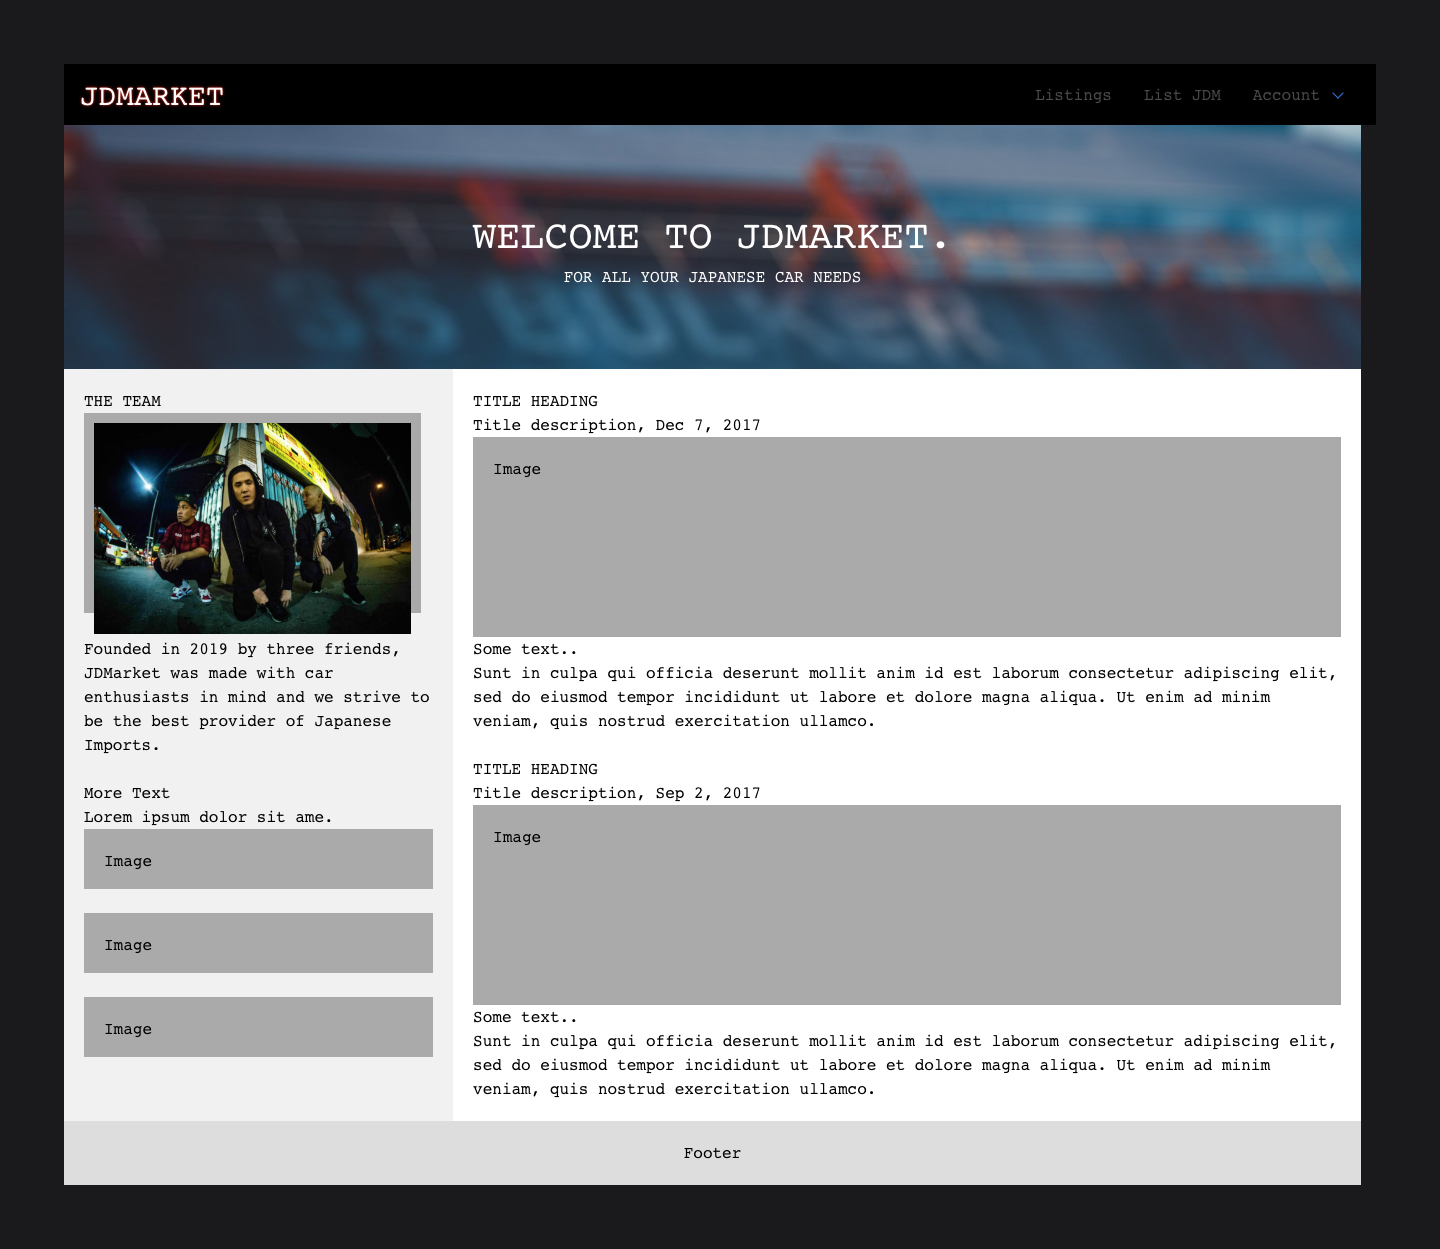 JDMARKET
Listings
List JDM
Account
WELCOME TO JDMARKET.
FOR ALL YOUR JAPANESE CAR NEEDS
THE TEAM
Founded in 2019 by three friends,
JDMarket was made with car
enthusiasts in mind and we strive to
be the best provider of Japanese
Imports.
More Text
Lorem ipsum dolor sit ame.
Image
Image
Image
TITLE HEADING
Title description, Dec 7, 2017
Image
Some text..
Sunt in culpa qui officia deserunt mollit anim id est laborum consectetur adipiscing elit,
sed do eiusmod tempor incididunt ut labore et dolore magna aliqua. Ut enim ad minim
veniam, quis nostrud exercitation ullamco.
TITLE HEADING
Title description, Sep 2, 2017
Image
Some text..
Sunt in culpa qui officia deserunt mollit anim id est laborum consectetur adipiscing elit,
sed do eiusmod tempor incididunt ut labore et dolore magna aliqua. Ut enim ad minim
veniam, quis nostrud exercitation ullamco.
Footer